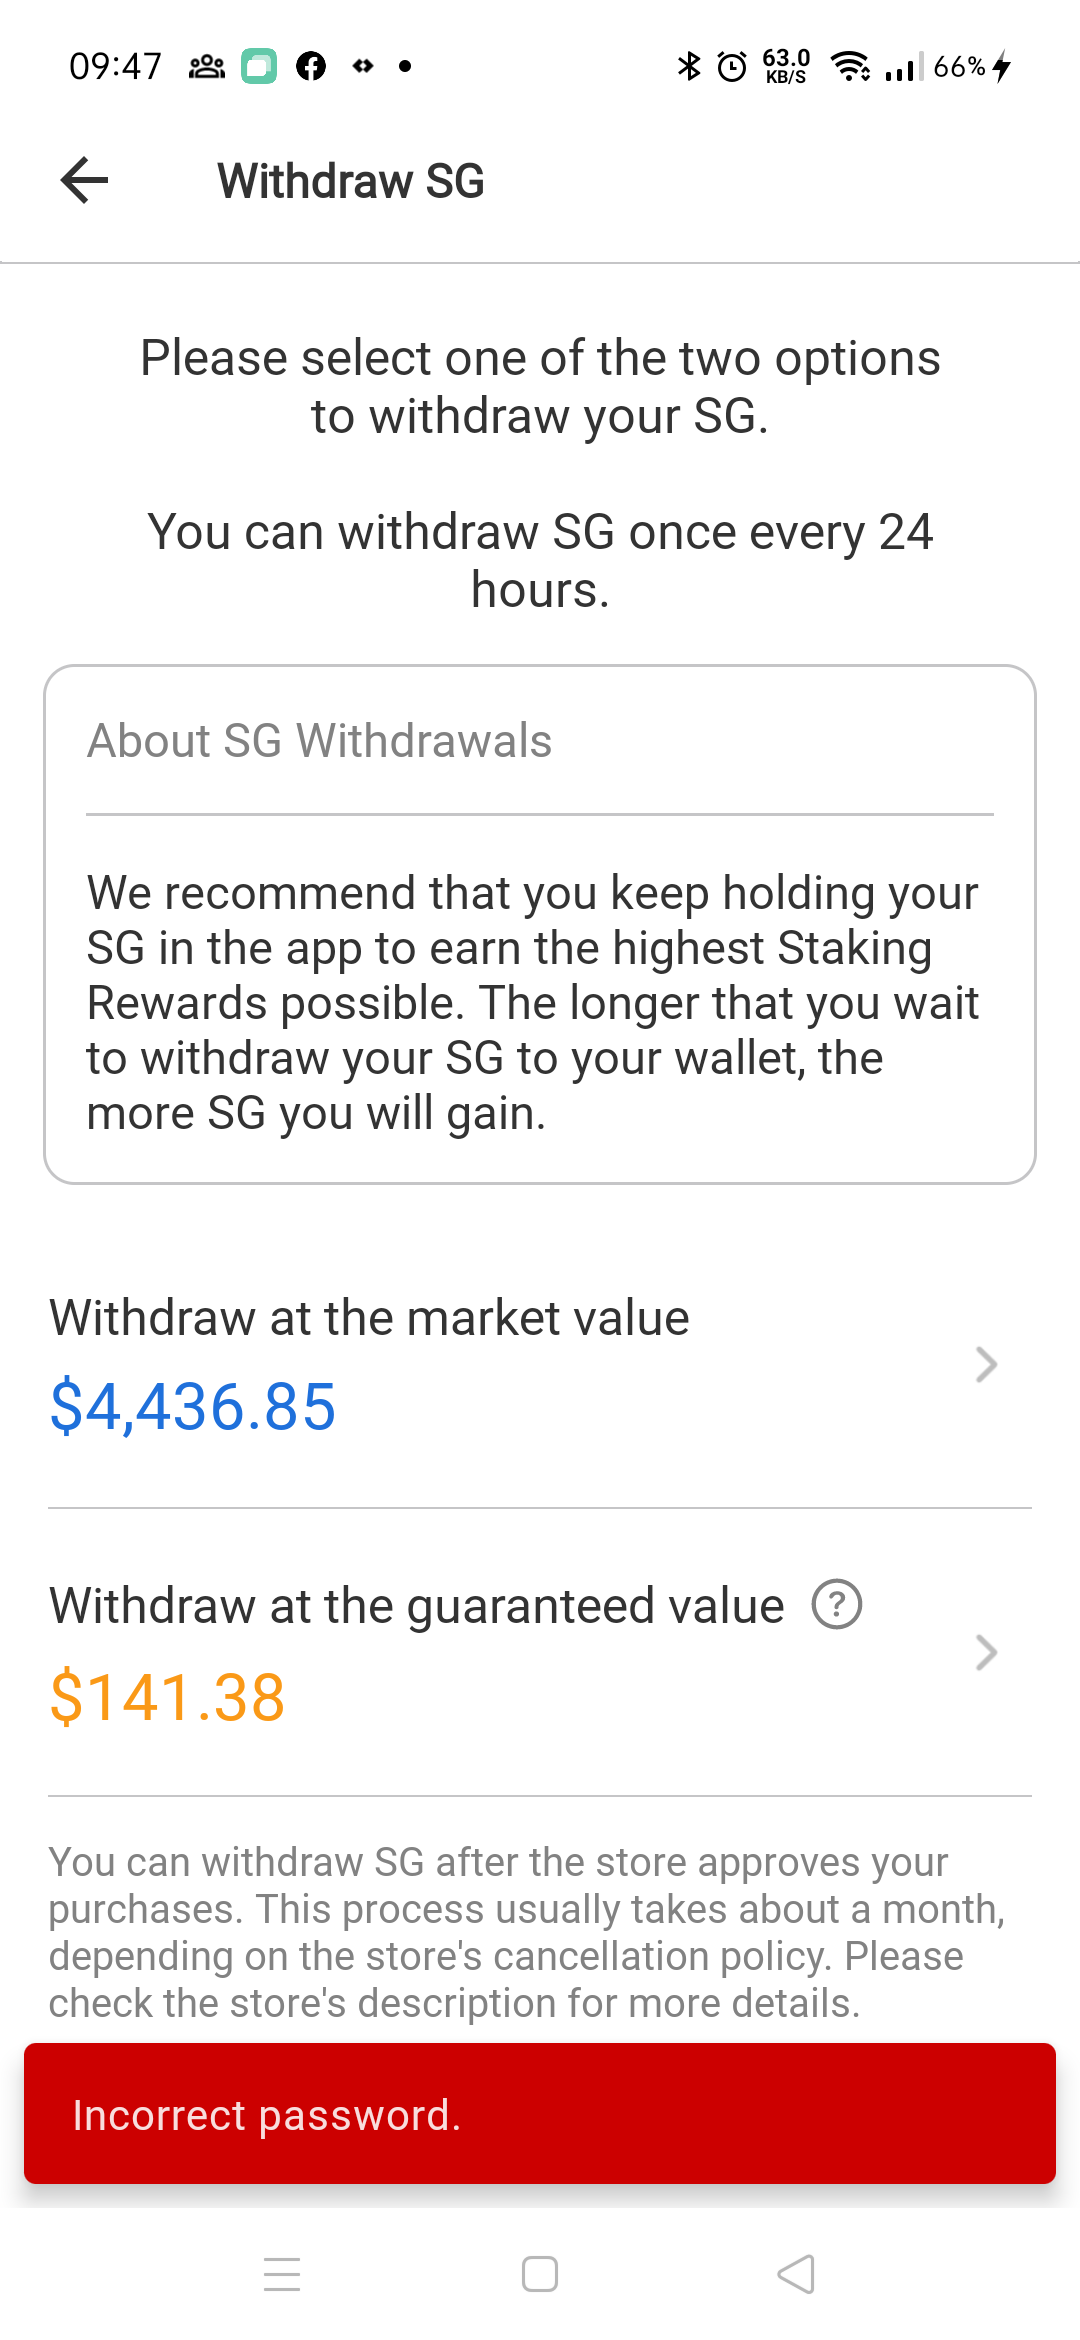 09:47
63.0
KB/S
66%
Withdraw SG
Please select one of the two options
to withdraw your SG.
You can withdraw SG once every 24
hours.
About SG Withdrawals
We recommend that you keep holding your
SG in the app to earn the highest Staking
Rewards possible. The longer that you wait
to withdraw your SG to your wallet, the
more SG you will gain.
Withdraw at the market value
$4,436.85
Withdraw at the guaranteed value ?
$141.38
You can withdraw SG after the store approves your
purchases. This process usually takes about a month,
depending on the store's cancellation policy. Please
check the store's description for more details.
Incorrect password.